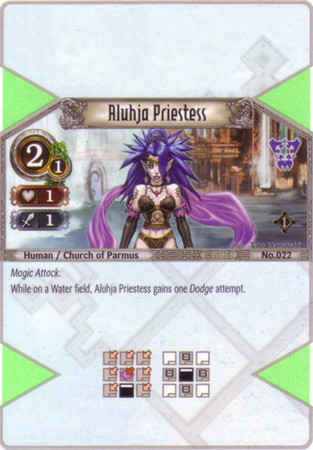 Aluhja Priestess
2
1
1
1
1
Human / Church of Parmus
No.022
Magic Attack.
While on a Water field, Aluhja Priestess gains one Dodge attempt.
B
B B
B